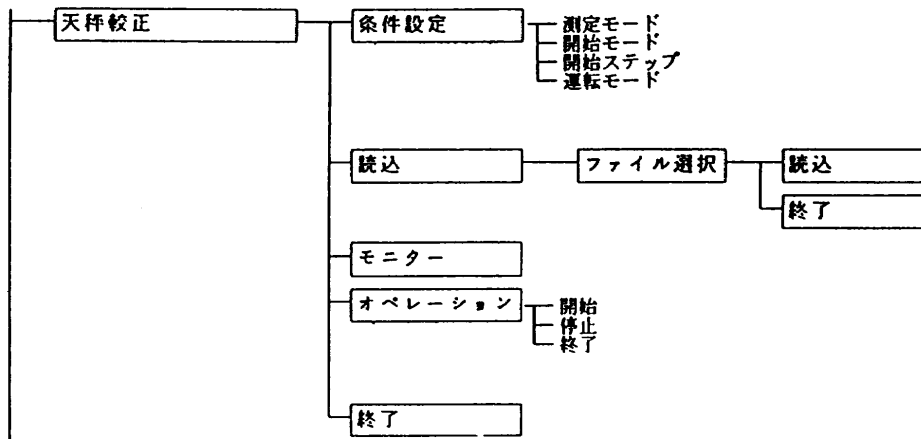 天秤較正
条件設定
測定モード
開始モード
開始ステップ
運転モード
読込
ファイル選択
読込
終了
モニター
オペレーション
開始
停止
終了
終了